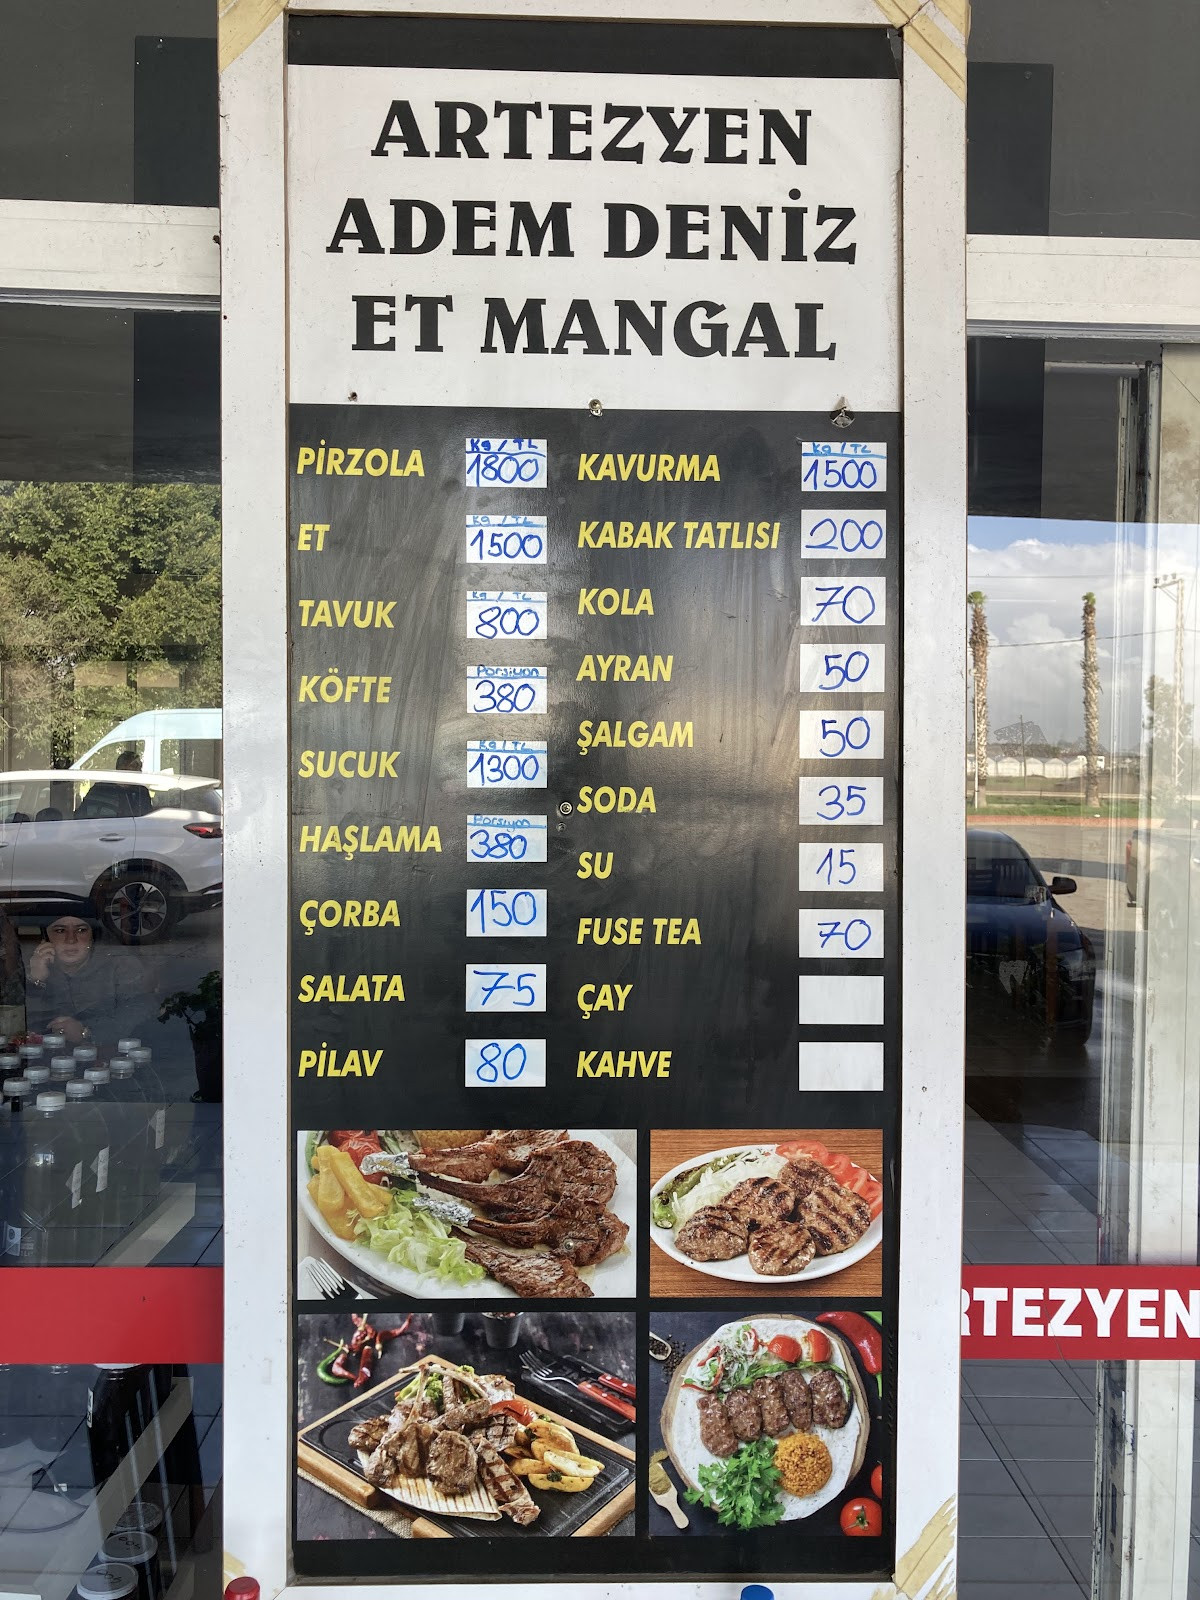 ARTEZYEN
ADEM DENİZ
ET MANGAL
PİRZOLA Kg / TL 1800
ET Kg / TL 1500
TAVUK Kg / TL 800
KÖFTE Porsiyon 380
SUCUK Kg / TL 1300
HAŞLAMA Porsiyon 380
ÇORBA 150
SALATA 75
PİLAV 80
KAVURMA Kg / TL 1500
KABAK TATLISI 200
KOLA 70
AYRAN 50
ŞALGAM 50
SODA 35
SU 15
FUSE TEA 70
ÇAY
KAHVE
RTEZYEN